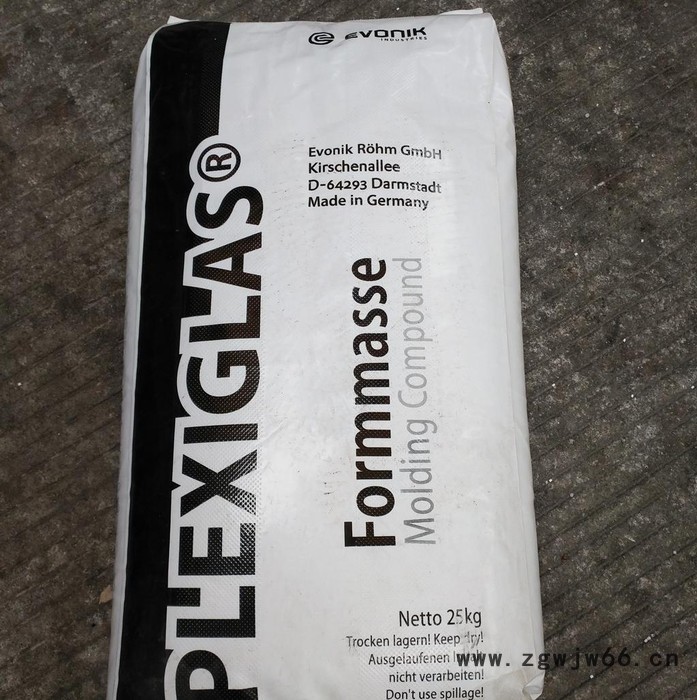 EVONIK
INDUSTRIES
Evonik Röhm GmbH
Kirschenallee
D-64293 Darmstadt
Made in Germany
PLEXIGLAS®
Formmasse
Molding Compound
Netto 25kg
Trocken lagern! Keep dry!
Ausgelaufenen
nicht verarbeiten!
Don't use spillage!
www.zgwjw66.cn